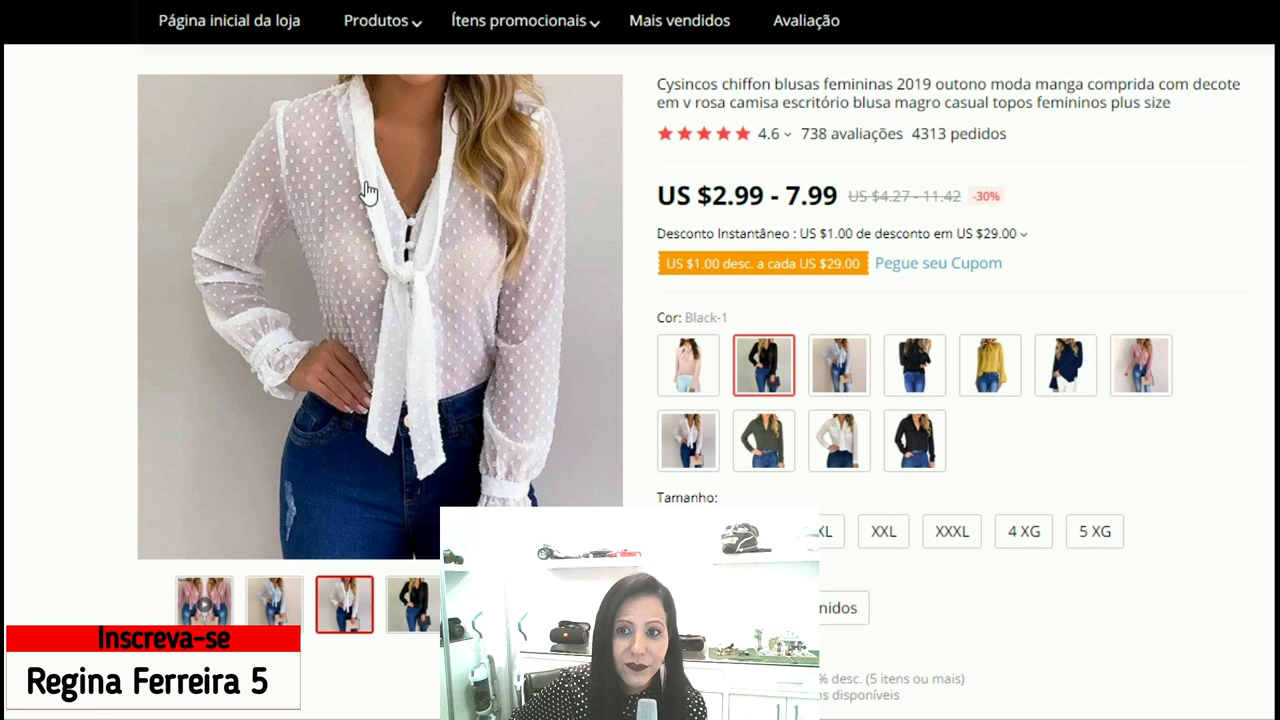 Página inicial da loja
Produtos
Ítens promocionais
Mais vendidos
Avaliação
Cysincos chiffon blusas femininas 2019 outono moda manga comprida com decote
em v rosa camisa escritório blusa magro casual topos femininos plus size
4.6
738 avaliações
4313 pedidos
US $2.99 - 7.99
US $4.27 - 11.42
-30%
Desconto Instantâneo : US $1.00 de desconto em US $29.00
US $1.00 desc. a cada US $29.00
Pegue seu Cupom
Cor: Black-1
Tamanho:
XL
XXL
XXXL
4 XG
5 XG
nidos
% desc. (5 itens ou mais)
ns disponíveis
Inscreva-se
Regina Ferreira 5